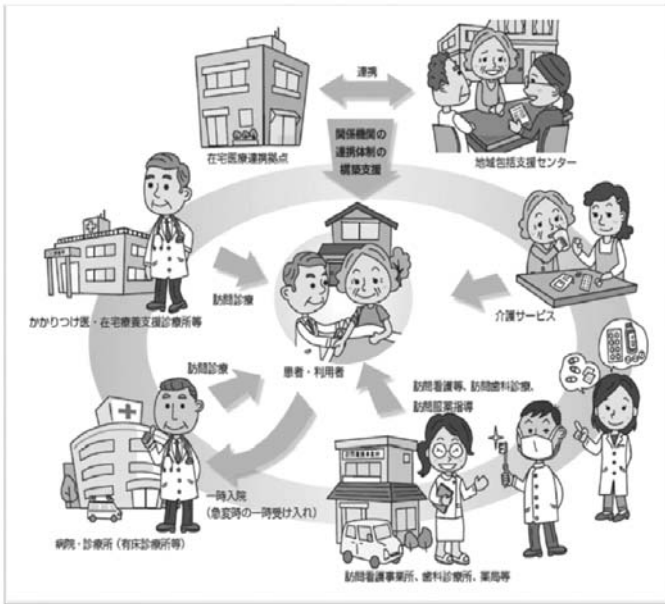 連携
在宅医療連携拠点
関係機関の
連携体制の
構築支援
地域包括支援センター
訪問診療
かかりつけ医・在宅療養支援診療所等
介護サービス
患者・利用者
訪問診療
訪問看護等、訪問歯科診療、
訪問服薬指導
一時入院
(急変時の一時受け入れ)
病院・診療所(有床診療所等)
訪問看護事業所、歯科診療所、薬局等